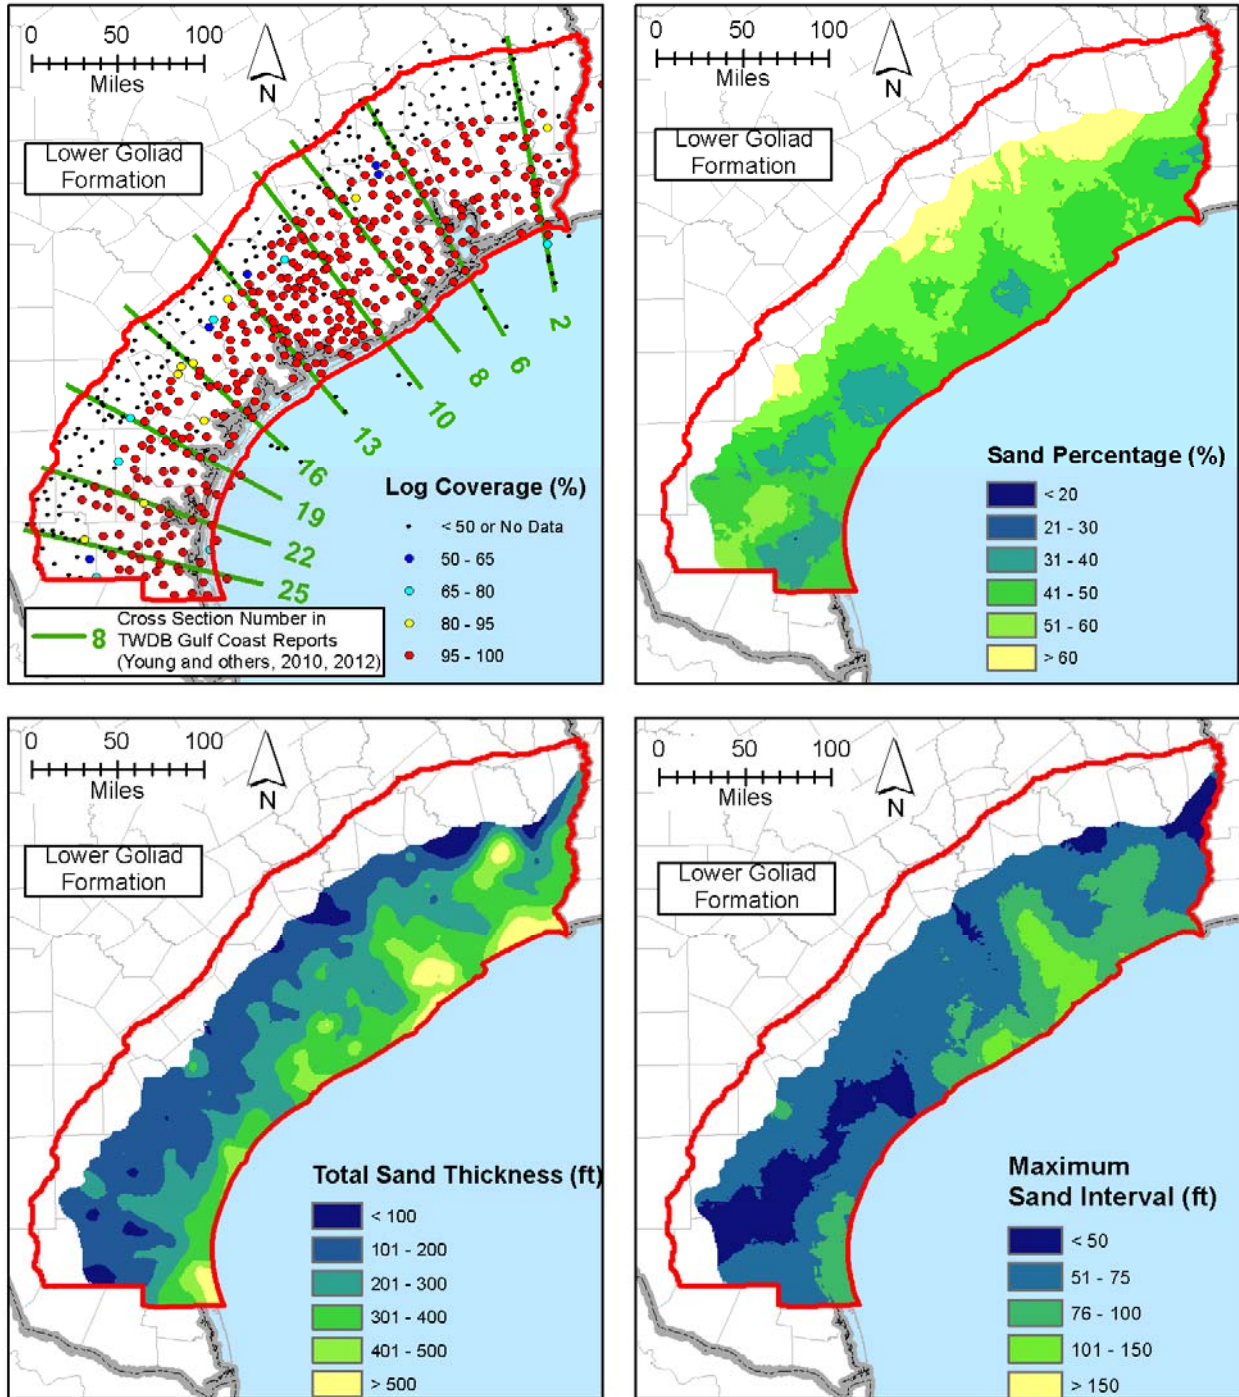 0 50 100
Miles
N
Lower Goliad
Formation
2
6
8
10
13
16
19
22
25
Log Coverage (%)
< 50 or No Data
50 - 65
65 - 80
80 - 95
95 - 100
8 Cross Section Number in
TWDB Gulf Coast Reports
(Young and others, 2010, 2012)
0 50 100
Miles
N
Lower Goliad
Formation
Sand Percentage (%)
< 20
21 - 30
31 - 40
41 - 50
51 - 60
> 60
0 50 100
Miles
N
Lower Goliad
Formation
Total Sand Thickness (ft)
< 100
101 - 200
201 - 300
301 - 400
401 - 500
> 500
0 50 100
Miles
N
Lower Goliad
Formation
Maximum
Sand Interval (ft)
< 50
51 - 75
76 - 100
101 - 150
> 150